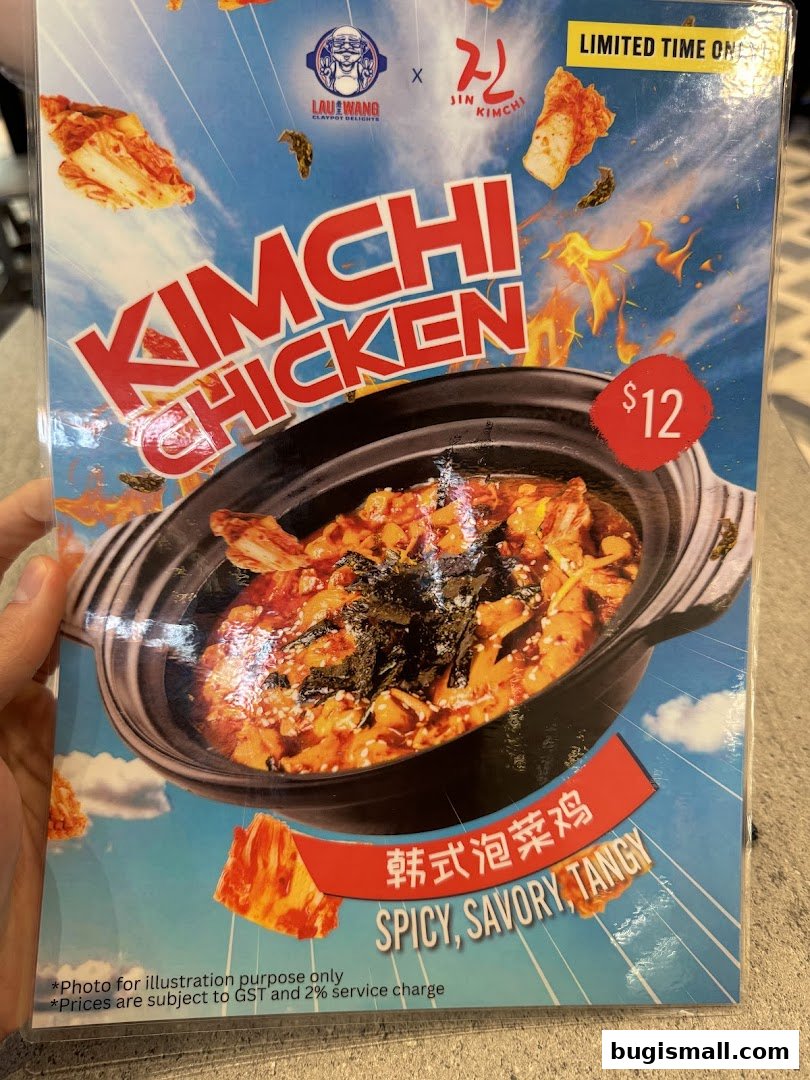 LAU WANG
CLAYPOT DELIGHTS
X
진
JIN KIMCHI
LIMITED TIME ONLY!
KIMCHI
CHICKEN
$12
韩式泡菜鸡
SPICY, SAVORY, TANGY
*Photo for illustration purpose only
*Prices are subject to GST and 2% service charge
bugismall.com